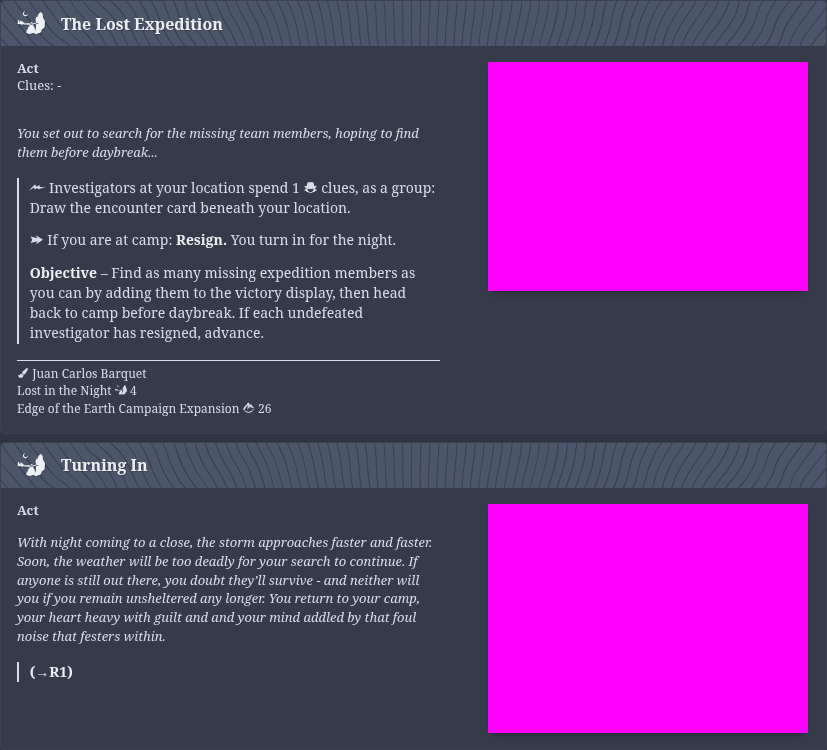 The Lost Expedition
Act
Clues: -
You set out to search for the missing team members, hoping to find
them before daybreak...
Investigators at your location spend 1 clues, as a group:
Draw the encounter card beneath your location.
If you are at camp: Resign. You turn in for the night.
Objective – Find as many missing expedition members as
you can by adding them to the victory display, then head
back to camp before daybreak. If each undefeated
investigator has resigned, advance.
Juan Carlos Barquet
Lost in the Night 4
Edge of the Earth Campaign Expansion 26
Turning In
Act
With night coming to a close, the storm approaches faster and faster.
Soon, the weather will be too deadly for your search to continue. If
anyone is still out there, you doubt they'll survive - and neither will
you if you remain unsheltered any longer. You return to your camp,
your heart heavy with guilt and and your mind addled by that foul
noise that festers within.
(→R1)